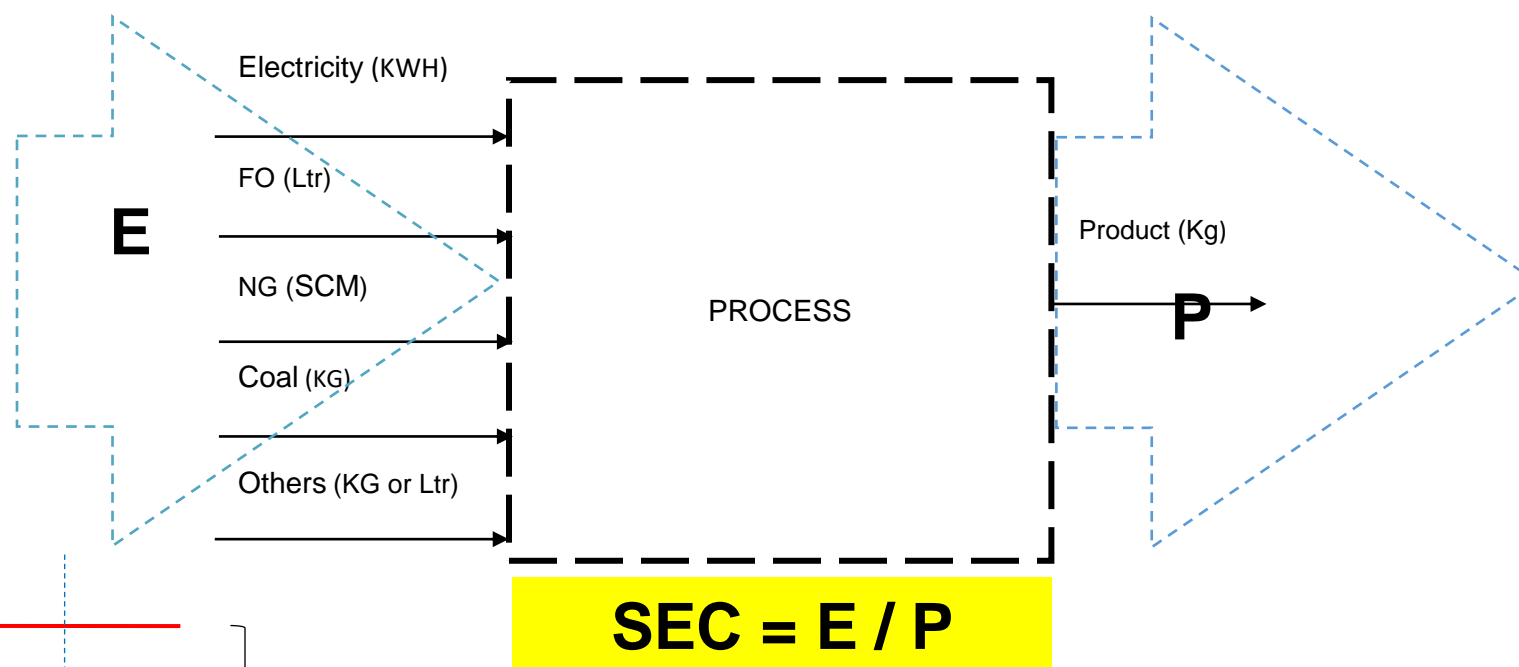 Electricity (KWH)
FO (Ltr)
E
NG (SCM)
Coal (KG)
Others (KG or Ltr)
PROCESS
Product (Kg)
P
SEC = E / P